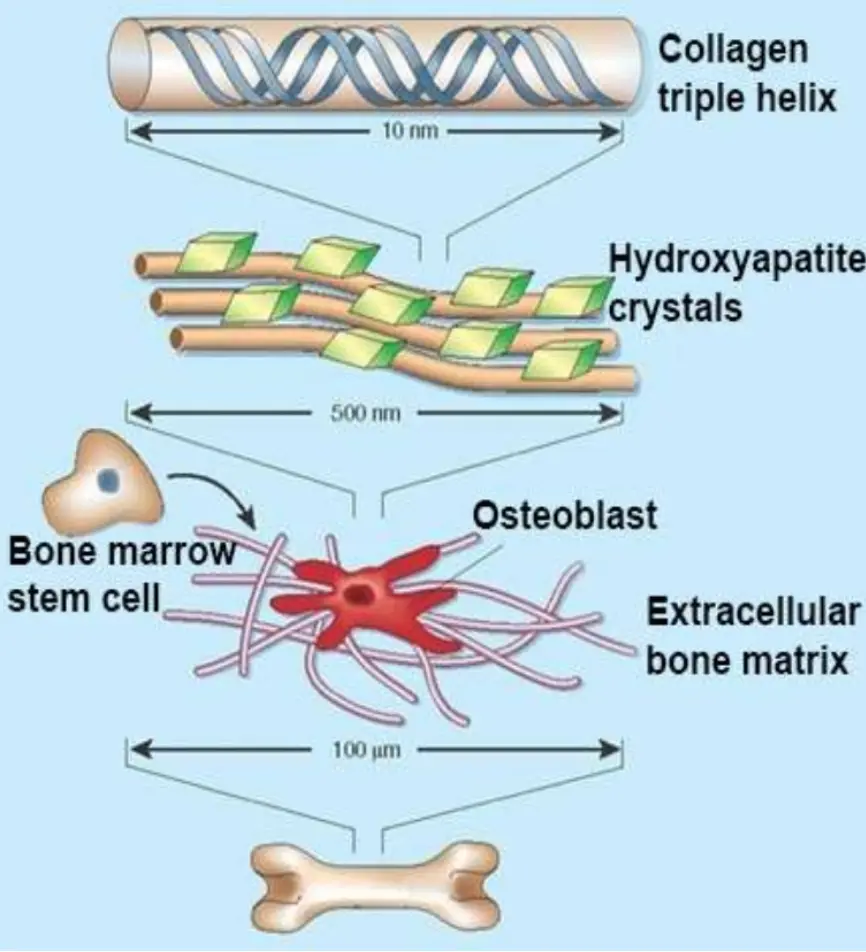 Collagen
triple helix
10 nm
Hydroxyapatite
crystals
500 nm
Osteoblast
Bone marrow
stem cell
Extracellular
bone matrix
100 μm